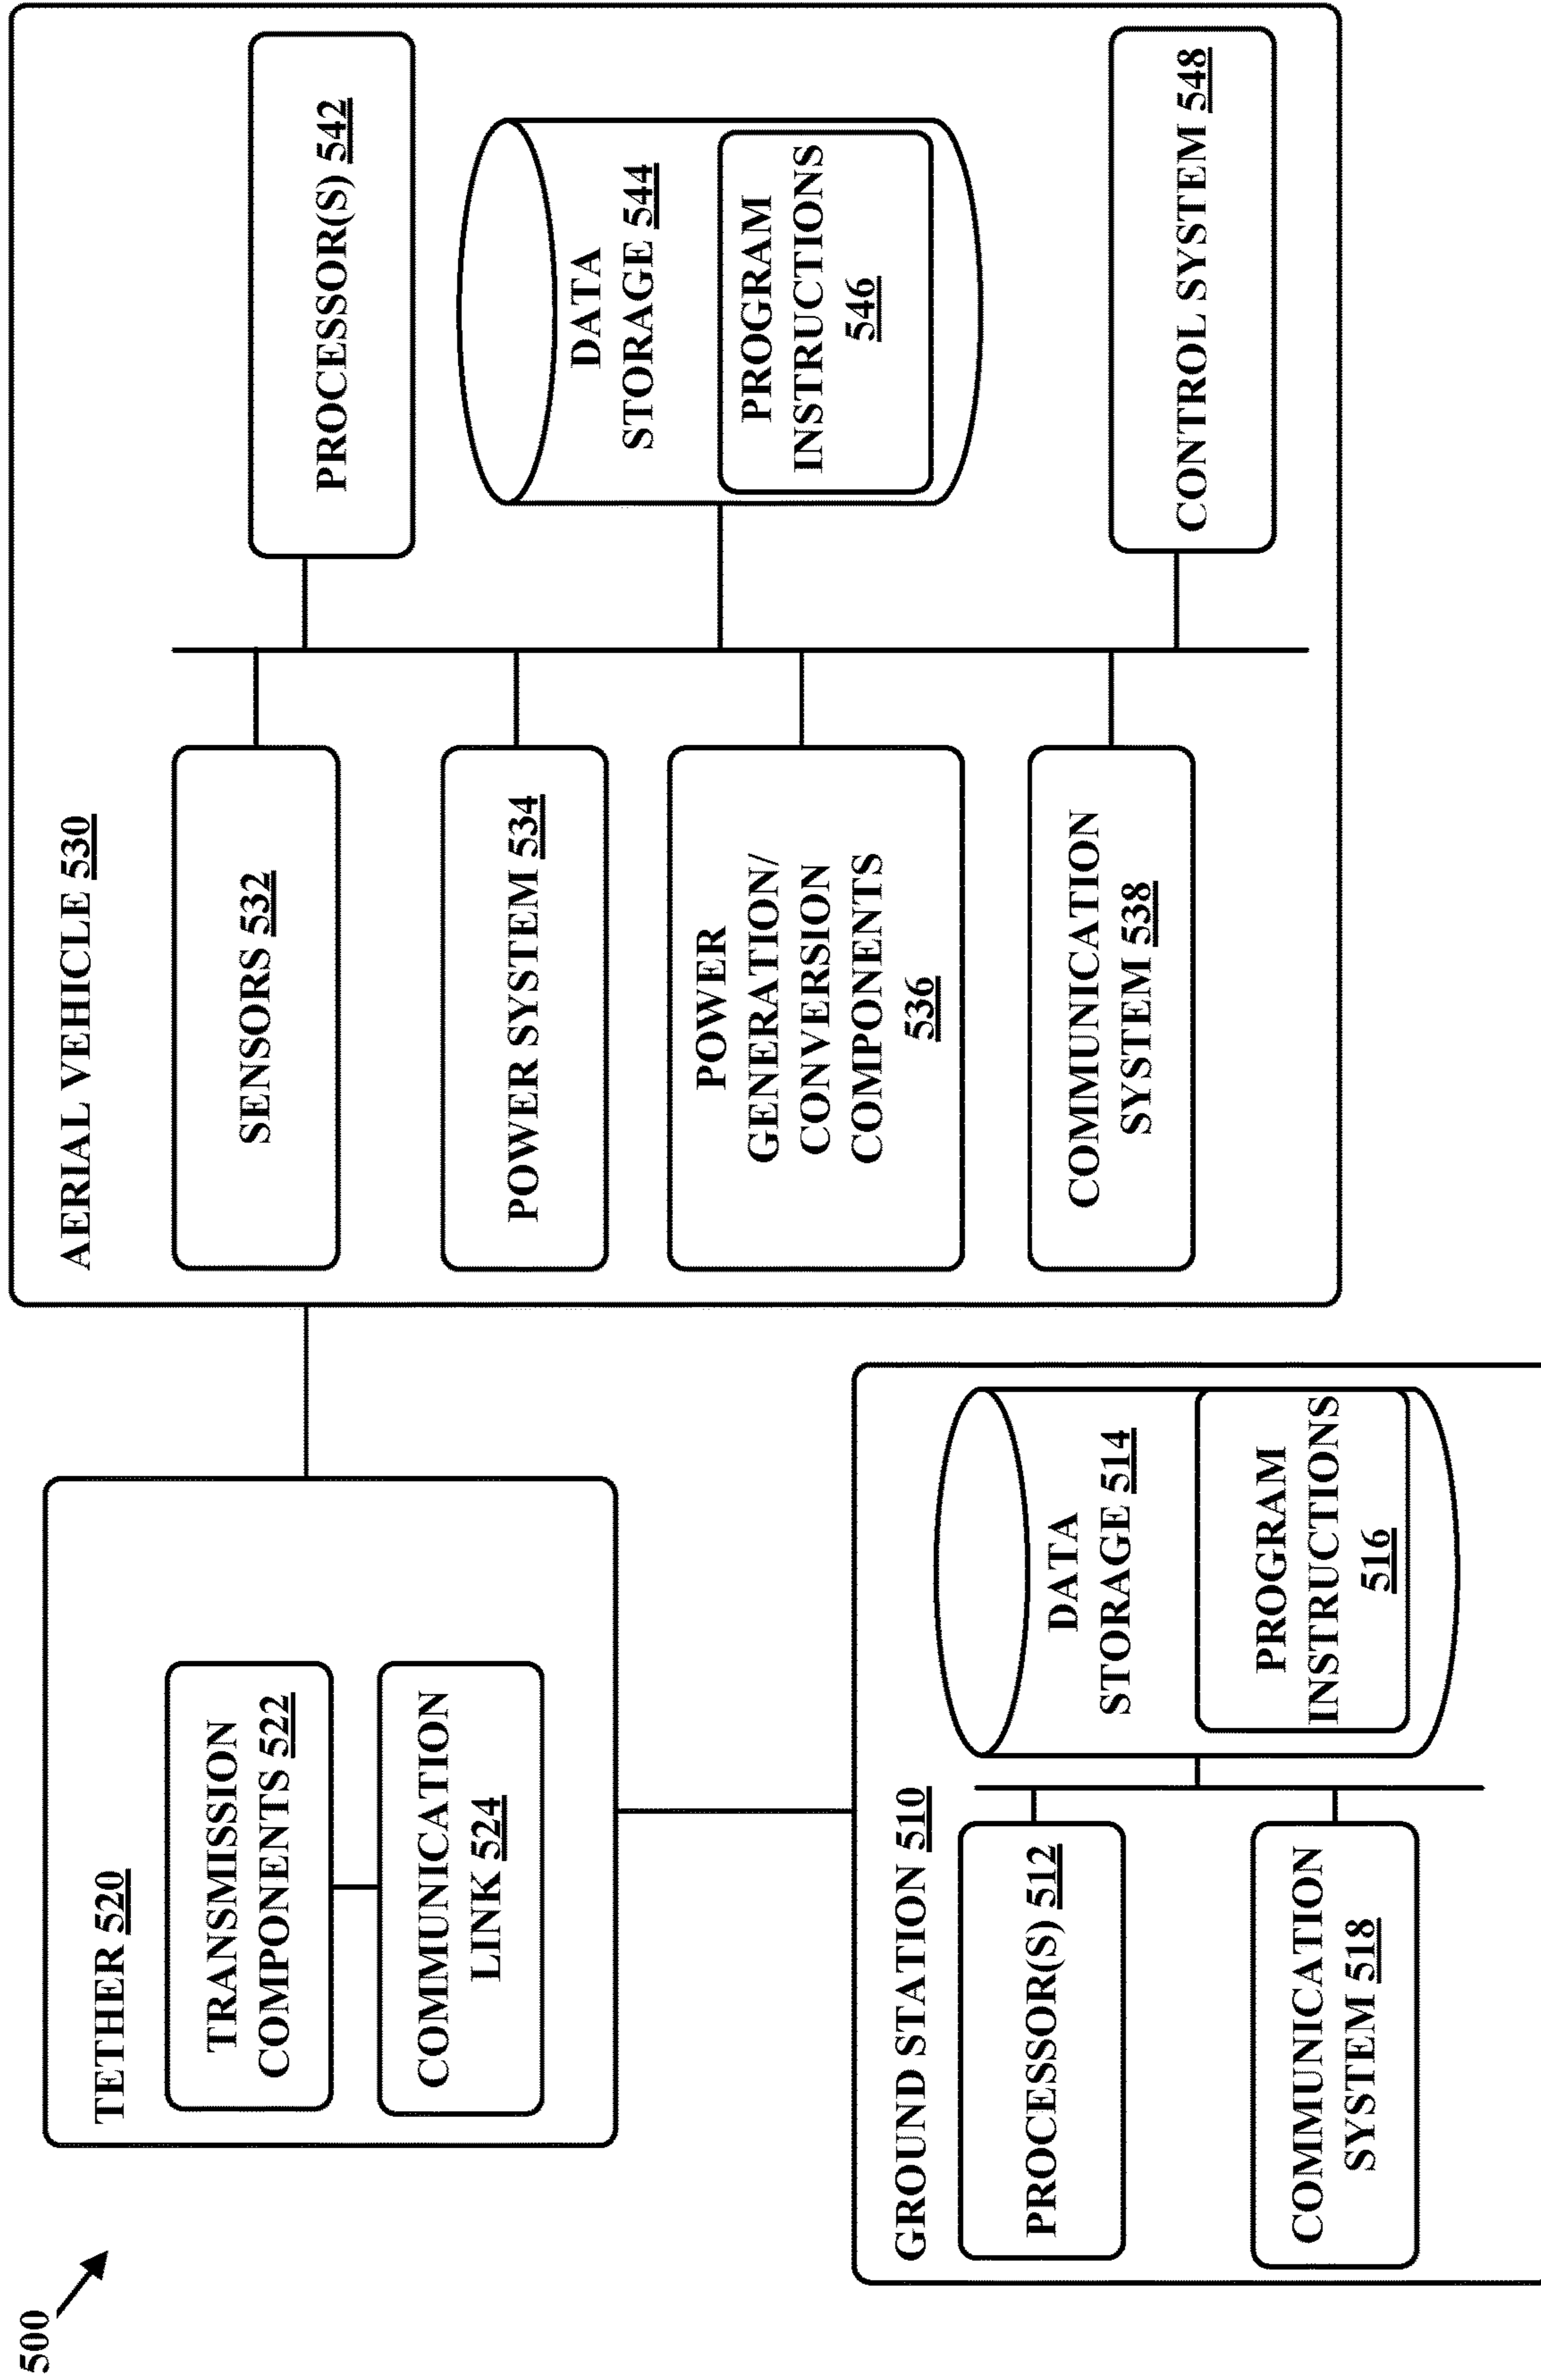 500
TETHER 520
TRANSMISSION
COMPONENTS 522
COMMUNICATION
LINK 524
GROUND STATION 510
PROCESSOR(S) 512
COMMUNICATION
SYSTEM 518
DATA
STORAGE 514
PROGRAM
INSTRUCTIONS
516
AERIAL VEHICLE 530
SENSORS 532
POWER SYSTEM 534
POWER
GENERATION/
CONVERSION
COMPONENTS
536
COMMUNICATION
SYSTEM 538
PROCESSOR(S) 542
DATA
STORAGE 544
PROGRAM
INSTRUCTIONS
546
CONTROL SYSTEM 548